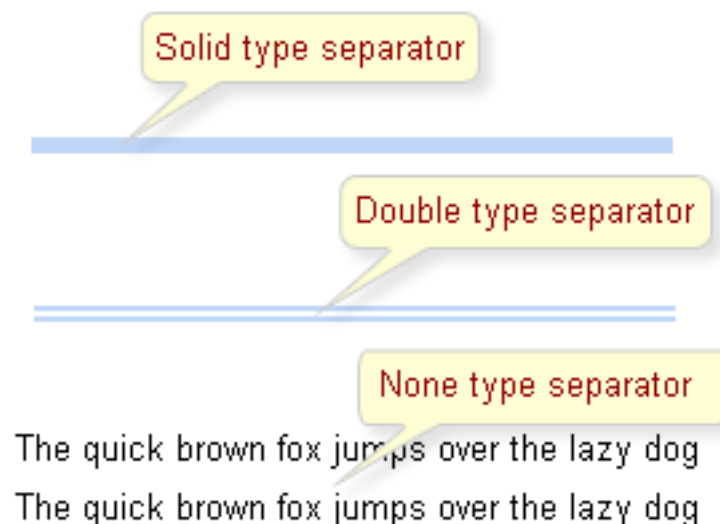 Solid type separator
Double type separator
None type separator
The quick brown fox jumps over the lazy dog
The quick brown fox jumps over the lazy dog